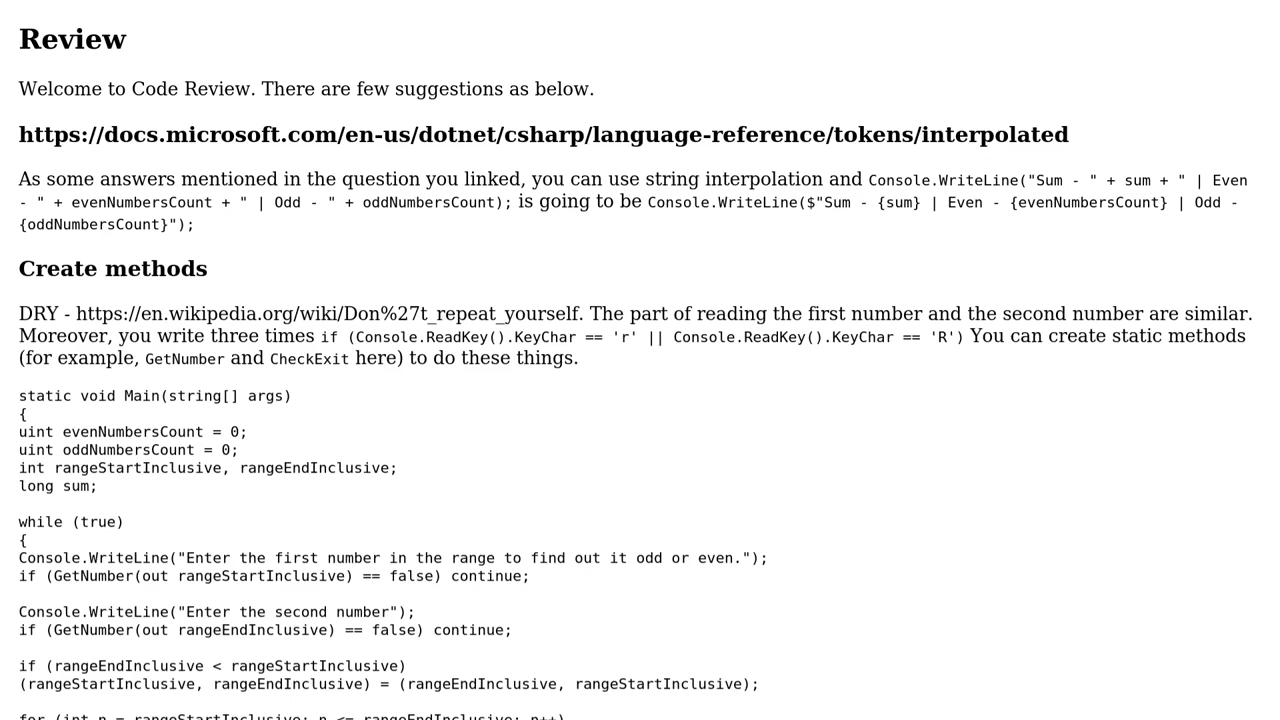 Review
Welcome to Code Review. There are few suggestions as below.
https://docs.microsoft.com/en-us/dotnet/csharp/language-reference/tokens/interpolated
As some answers mentioned in the question you linked, you can use string interpolation and Console.WriteLine("Sum - " + sum + " | Even
- " + evenNumbersCount + " | Odd - " + oddNumbersCount); is going to be Console.WriteLine($"Sum - {sum} | Even - {evenNumbersCount} | Odd -
{oddNumbersCount}");
Create methods
DRY - https://en.wikipedia.org/wiki/Don%27t_repeat_yourself. The part of reading the first number and the second number are similar.
Moreover, you write three times if (Console.ReadKey().KeyChar == 'r' || Console.ReadKey().KeyChar == 'R') You can create static methods
(for example, GetNumber and CheckExit here) to do these things.
static void Main(string[] args)
{
uint evenNumbersCount = 0;
uint oddNumbersCount = 0;
int rangeStartInclusive, rangeEndInclusive;
long sum;
while (true)
{
Console.WriteLine("Enter the first number in the range to find out it odd or even.");
if (GetNumber(out rangeStartInclusive) == false) continue;
Console.WriteLine("Enter the second number");
if (GetNumber(out rangeEndInclusive) == false) continue;
if (rangeEndInclusive < rangeStartInclusive)
(rangeStartInclusive, rangeEndInclusive) = (rangeEndInclusive, rangeStartInclusive);
for (int n = rangeStartInclusive; n <= rangeEndInclusive; n++)